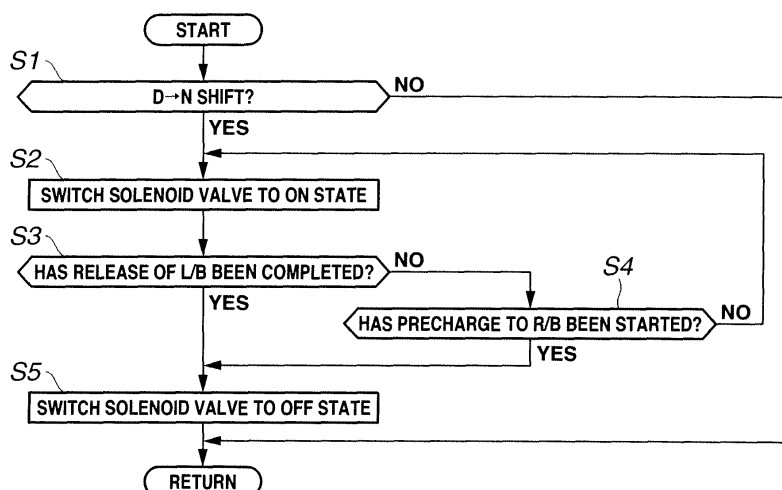 START
S1
D→N SHIFT?
NO
YES
S2
SWITCH SOLENOID VALVE TO ON STATE
S3
HAS RELEASE OF L/B BEEN COMPLETED?
NO
YES
S4
HAS PRECHARGE TO R/B BEEN STARTED?
NO
YES
S5
SWITCH SOLENOID VALVE TO OFF STATE
RETURN